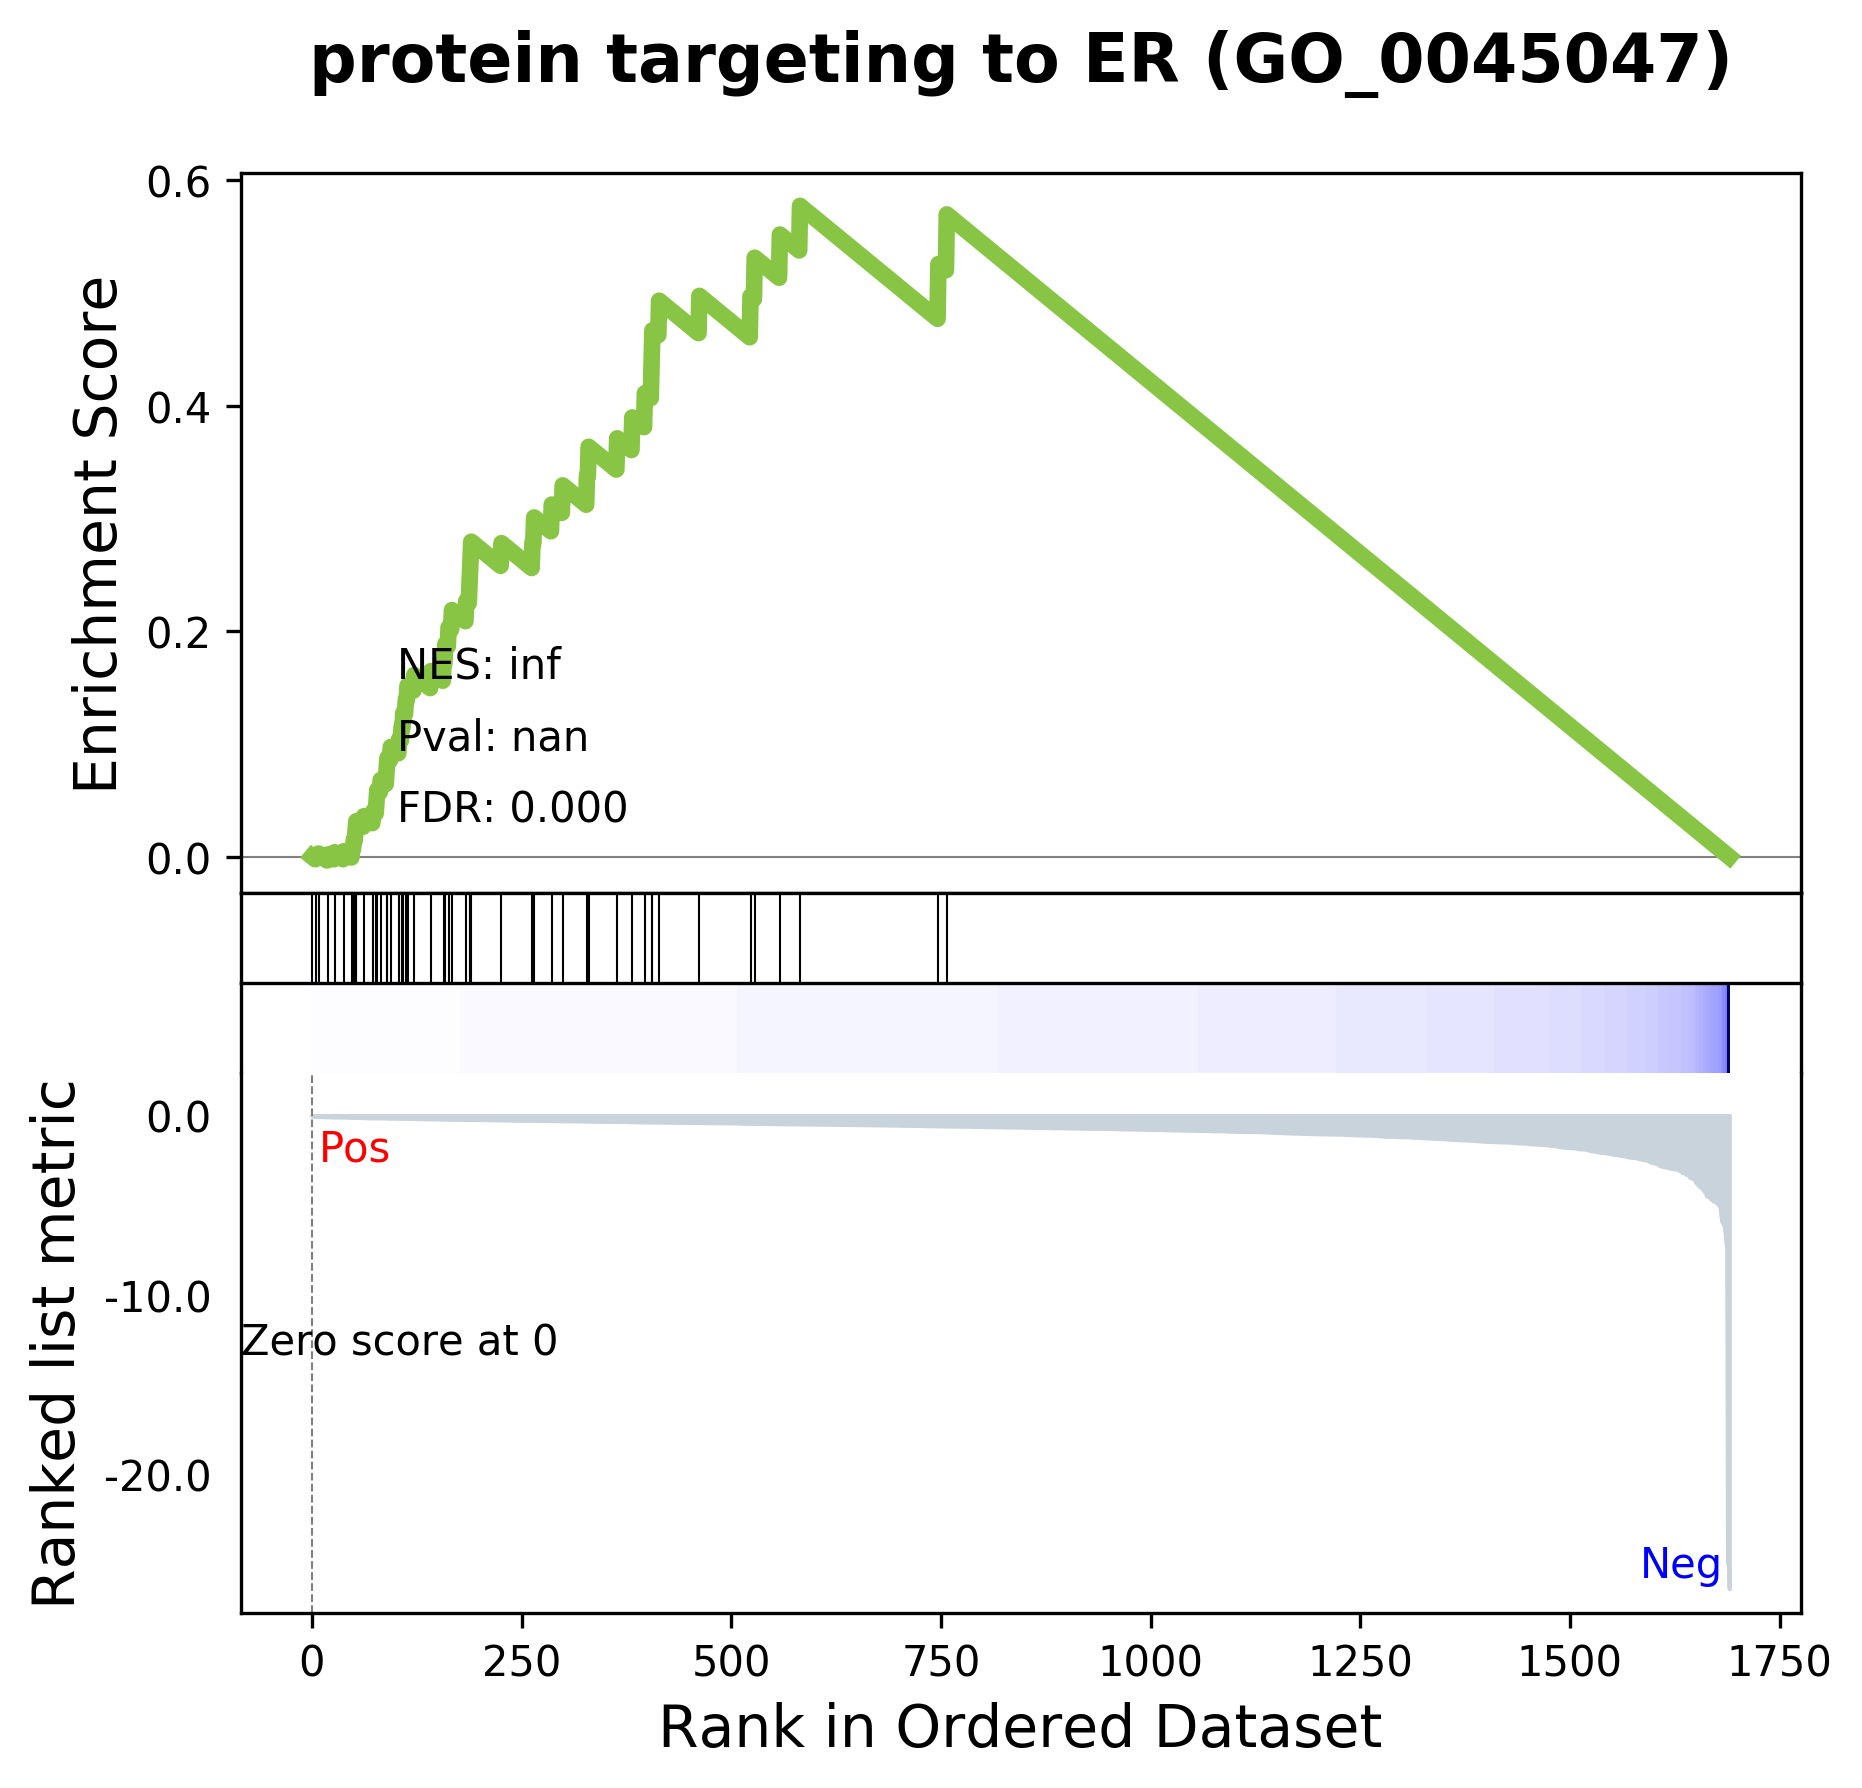 protein targeting to ER (GO_0045047)
0.6
0.4
0.2
0.0
Enrichment Score
NES: inf
Pval: nan
FDR: 0.000
0.0
-10.0
-20.0
Ranked list metric
Pos
Zero score at 0
Neg
0 250 500 750 1000 1250 1500 1750
Rank in Ordered Dataset